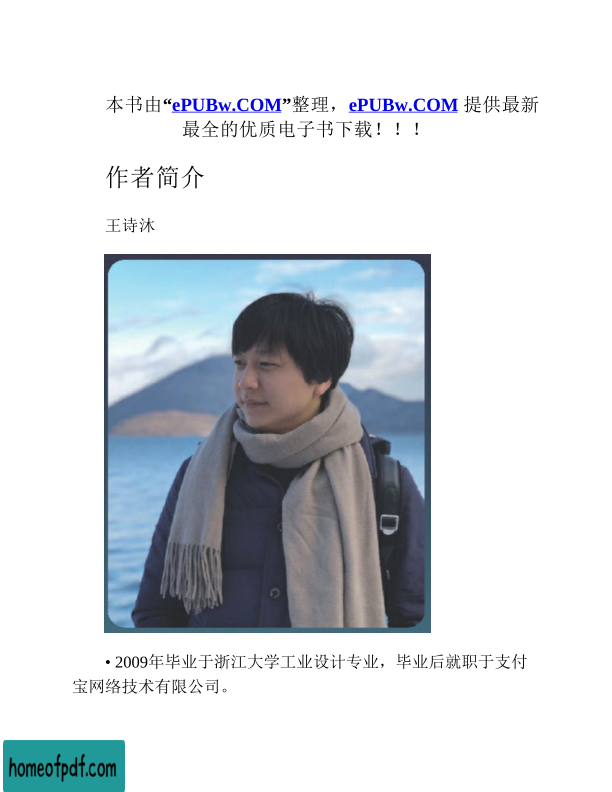 本书由“ePUBw.COM”整理，ePUBw.COM 提供最新
最全的优质电子书下载！！！
作者简介
王诗沐
• 2009年毕业于浙江大学工业设计专业，毕业后就职于支付
宝网络技术有限公司。
homeofpdf.com